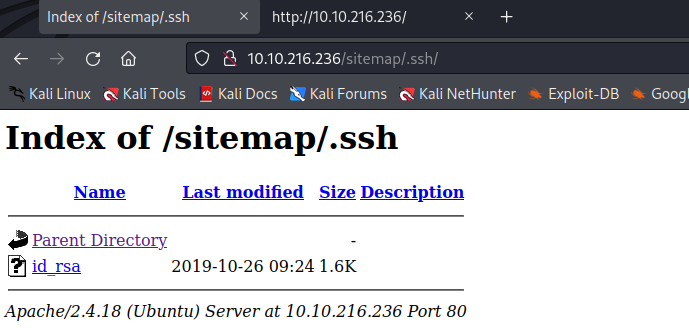 Index of /sitemap/.ssh × http://10.10.216.236/ × +
10.10.216.236/sitemap/.ssh/
Kali Linux Kali Tools Kali Docs Kali Forums Kali NetHunter Exploit-DB Goog
Index of /sitemap/.ssh
Name Last modified Size Description
Parent Directory -
id_rsa 2019-10-26 09:24 1.6K
Apache/2.4.18 (Ubuntu) Server at 10.10.216.236 Port 80